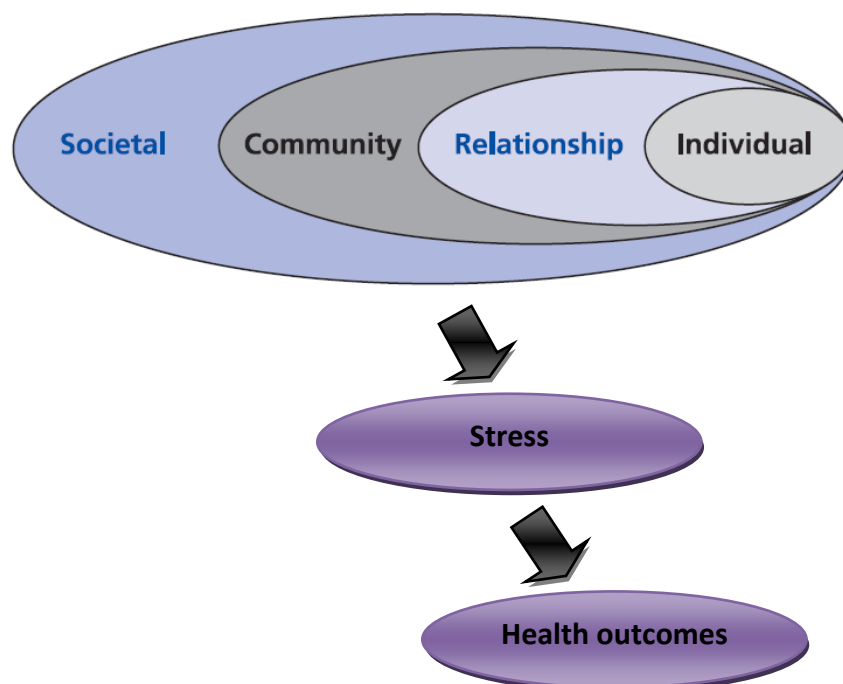 Societal Community Relationship Individual
Stress
Health outcomes